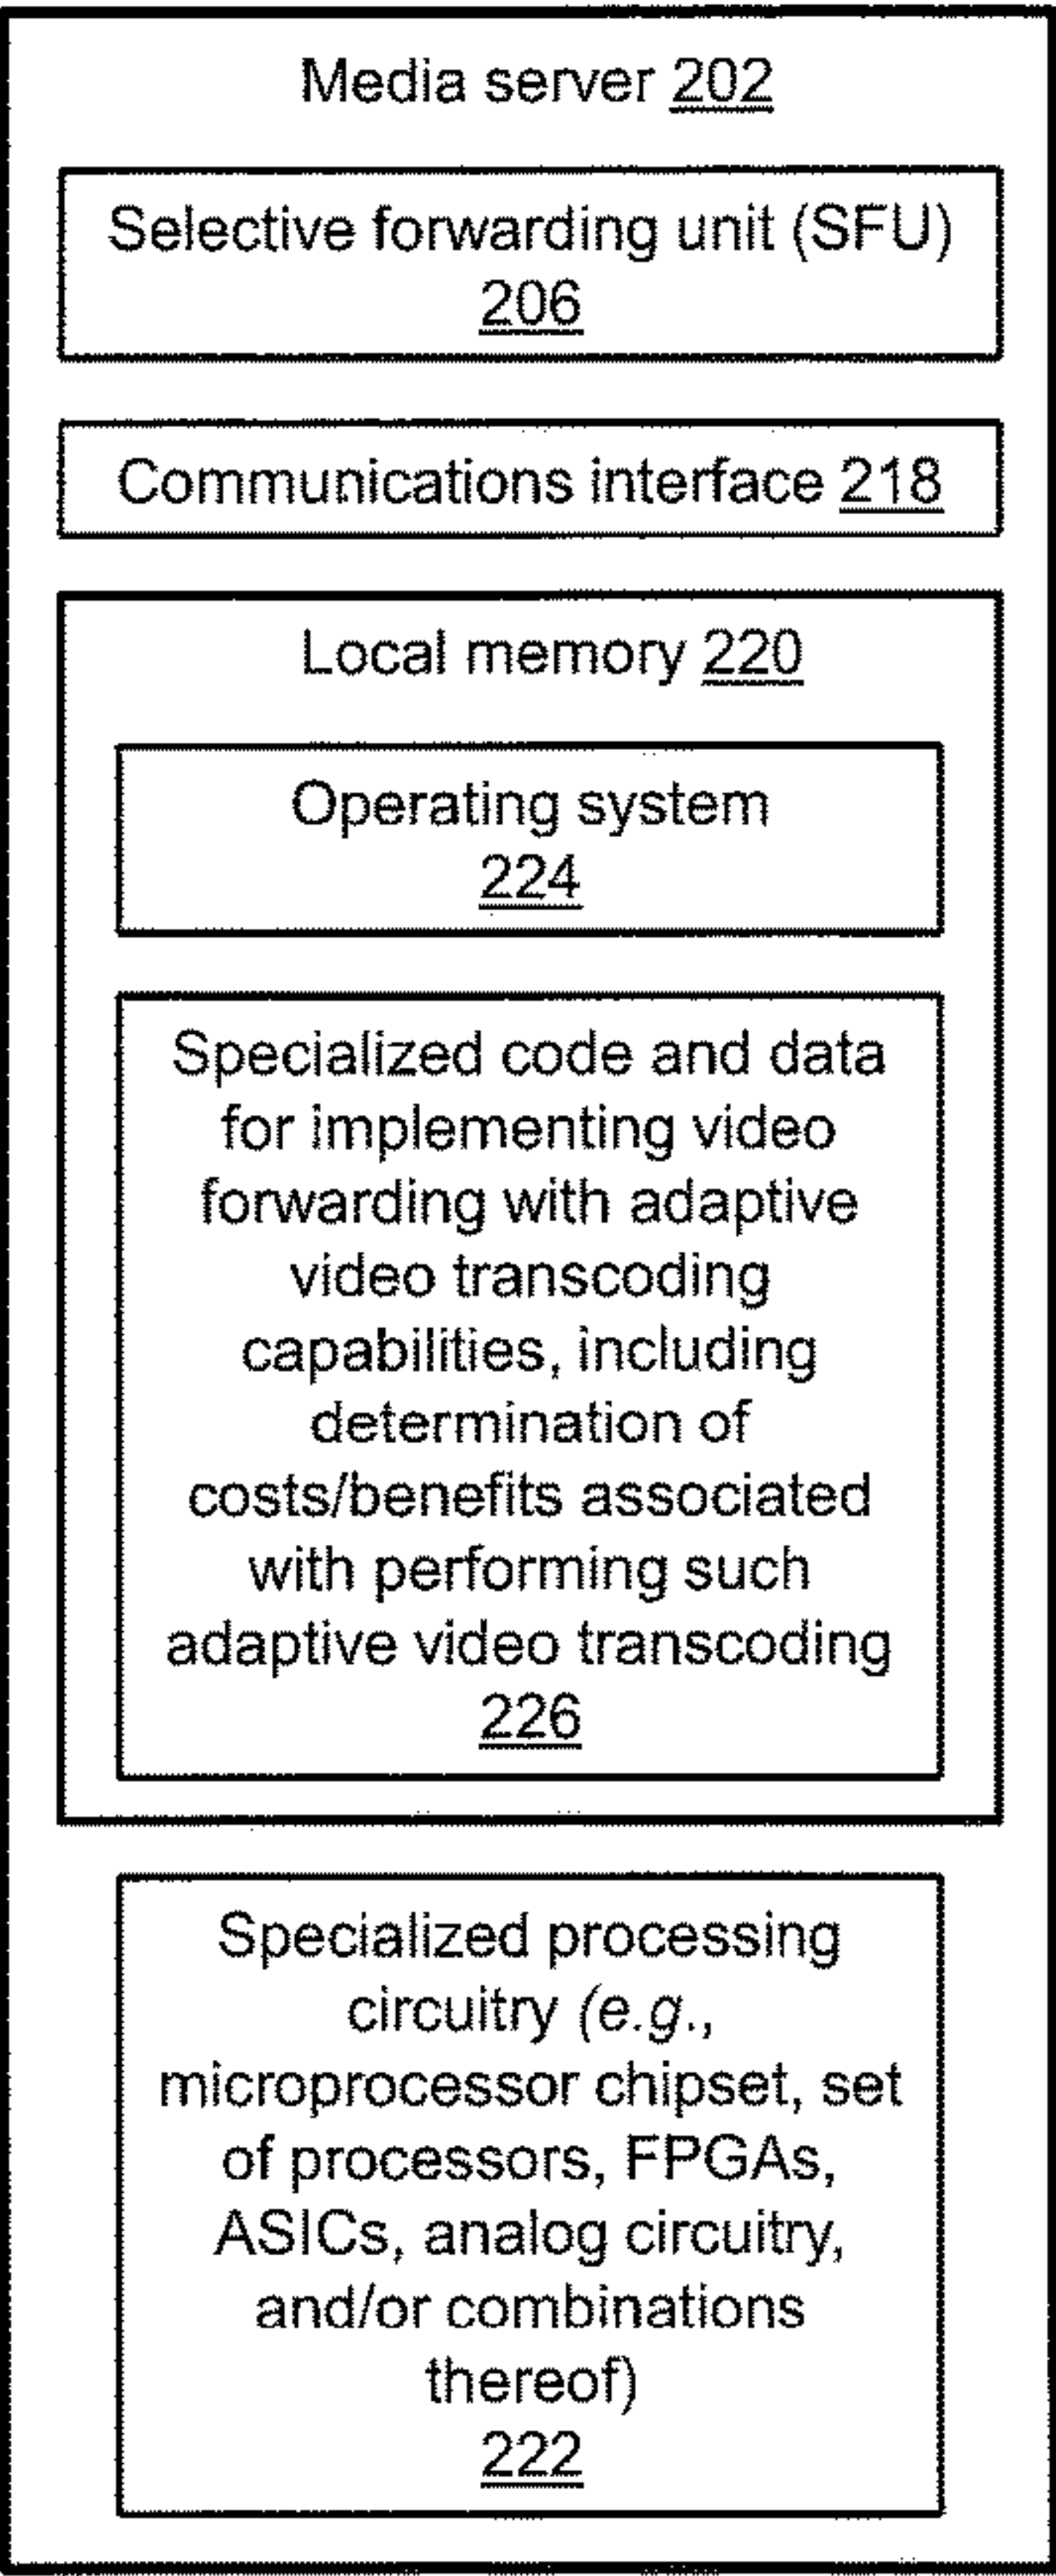 Media server 202
Selective forwarding unit (SFU)
206
Communications interface 218
Local memory 220
Operating system
224
Specialized code and data
for implementing video
forwarding with adaptive
video transcoding
capabilities, including
determination of
costs/benefits associated
with performing such
adaptive video transcoding
226
Specialized processing
circuitry (e.g.,
microprocessor chipset, set
of processors, FPGAs,
ASICs, analog circuitry,
and/or combinations
thereof)
222